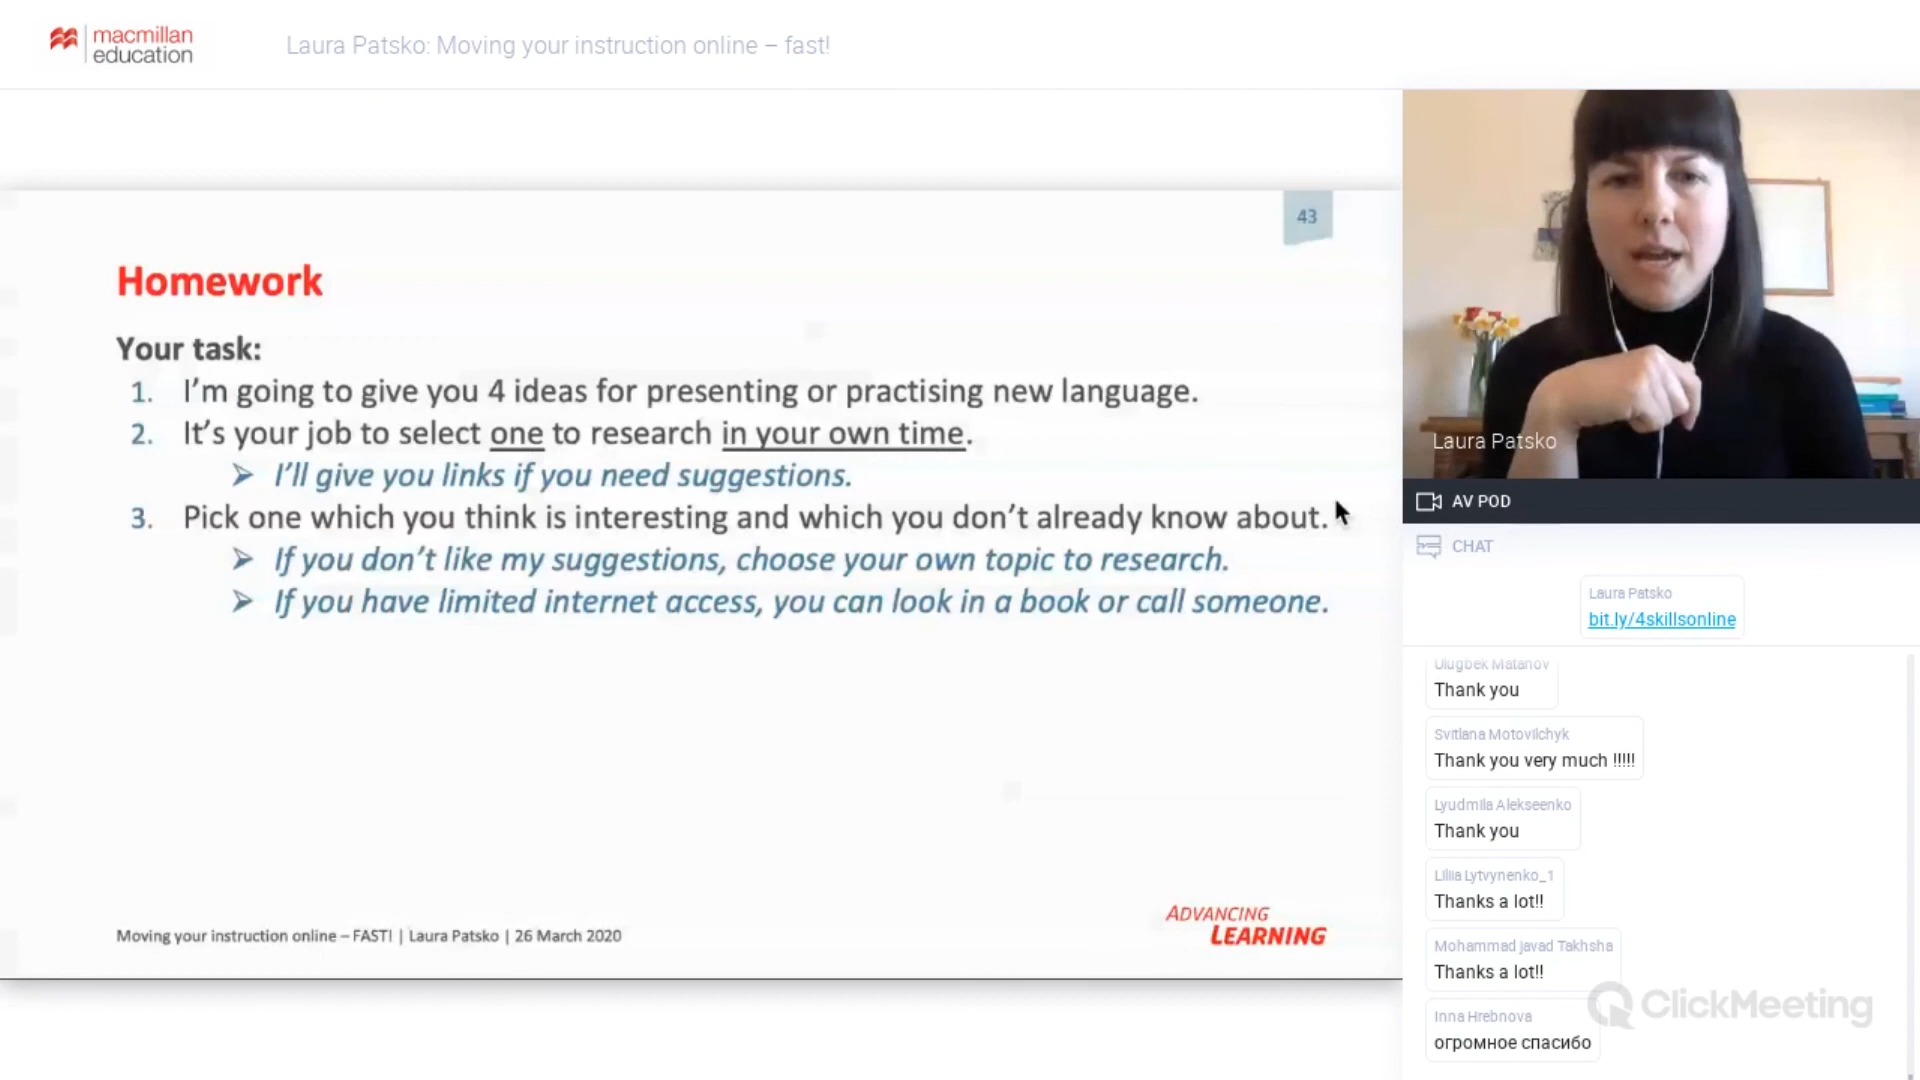 macmillan
education
Laura Patsko: Moving your instruction online – fast!
43
Homework
Your task:
1. I'm going to give you 4 ideas for presenting or practising new language.
2. It's your job to select one to research in your own time.
➢ I'll give you links if you need suggestions.
3. Pick one which you think is interesting and which you don't already know about.
➢ If you don't like my suggestions, choose your own topic to research.
➢ If you have limited internet access, you can look in a book or call someone.
Moving your instruction online – FAST! | Laura Patsko | 26 March 2020
ADVANCING
LEARNING
Laura Patsko
AV POD
CHAT
Laura Patsko
bit.ly/4skillsonline
Ulugbek Matanov
Thank you
Svitlana Motovilchyk
Thank you very much !!!!!
Lyudmila Alekseenko
Thank you
Liliia Lytvynenko_1
Thanks a lot!!
Mohammad javad Takhsha
Thanks a lot!!
Inna Hrebnova
огромное спасибо
ClickMeeting